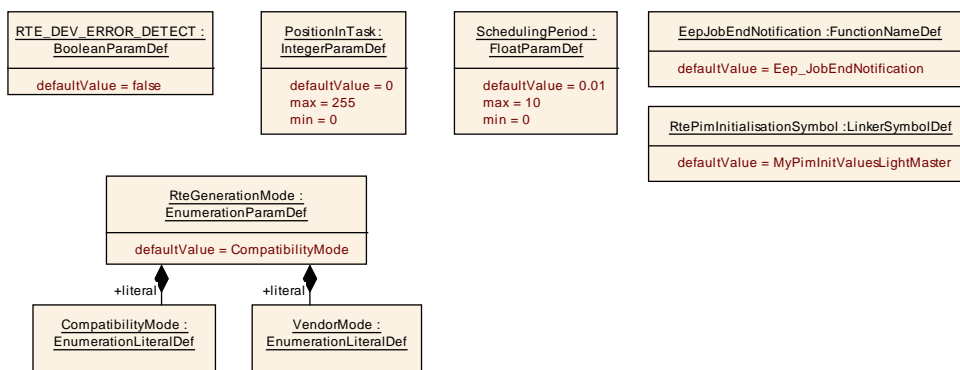 RTE_DEV_ERROR_DETECT :
BooleanParamDef
defaultValue = false
PositionInTask :
IntegerParamDef
defaultValue = 0
max = 255
min = 0
SchedulingPeriod :
FloatParamDef
defaultValue = 0.01
max = 10
min = 0
EepJobEndNotification :FunctionNameDef
defaultValue = Eep_JobEndNotification
RtePimInitialisationSymbol :LinkerSymbolDef
defaultValue = MyPimInitValuesLightMaster
RteGenerationMode :
EnumerationParamDef
defaultValue = CompatibilityMode
+literal
+literal
CompatibilityMode :
EnumerationLiteralDef
VendorMode :
EnumerationLiteralDef